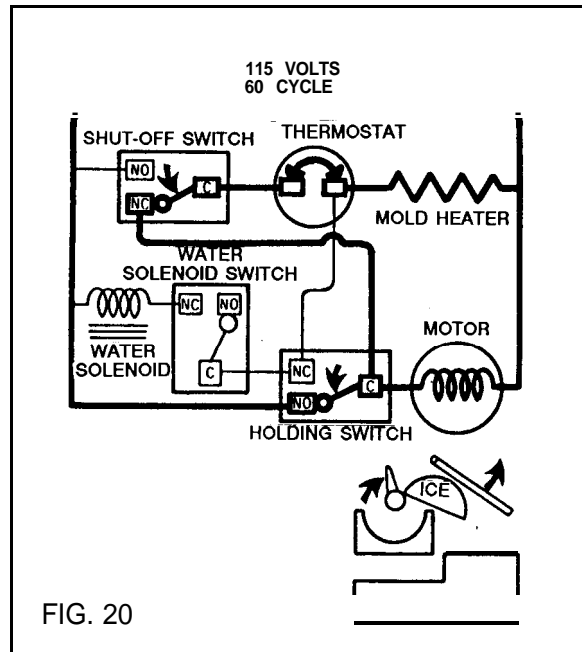 115 VOLTS
60 CYCLE
SHUT-OFF SWITCH
THERMOSTAT
NO
C
NC
MOLD HEATER
WATER
SOLENOID SWITCH
NC
NO
MOTOR
WATER
SOLENOID
C
NC
C
NO
HOLDING SWITCH
ICE
FIG. 20